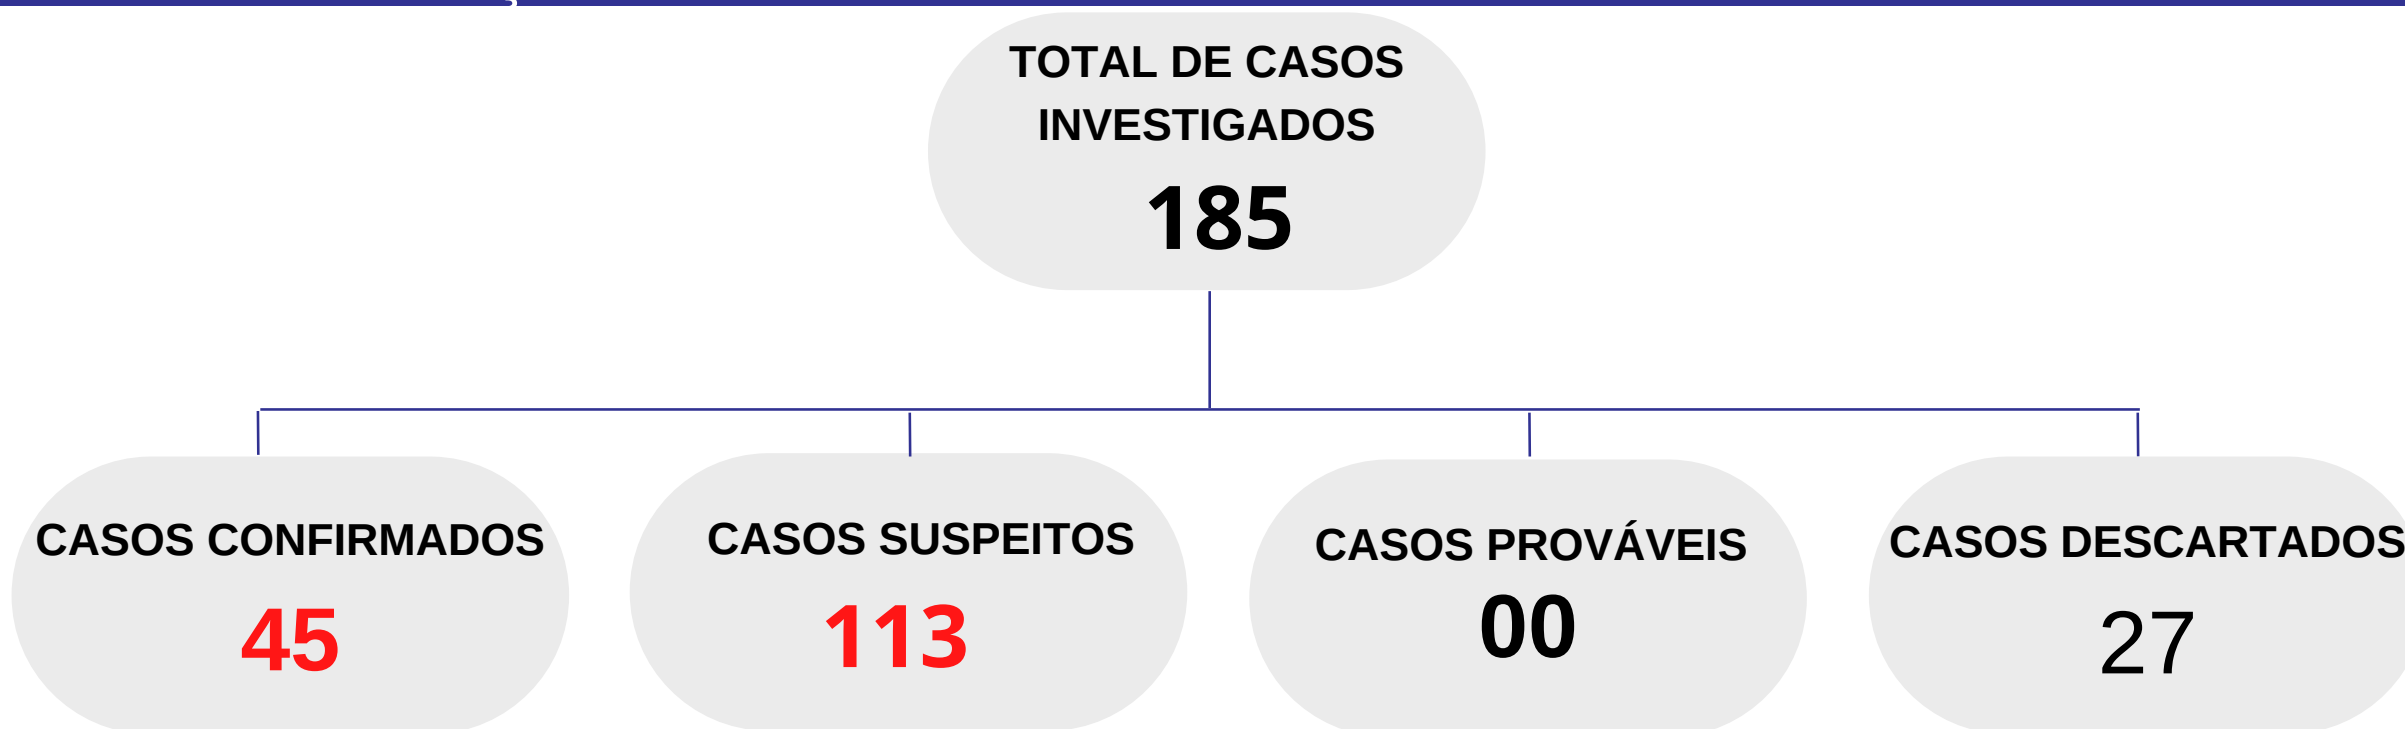 TOTAL DE CASOS
INVESTIGADOS
185
CASOS CONFIRMADOS
45
CASOS SUSPEITOS
113
CASOS PROVÁVEIS
00
CASOS DESCARTADOS
27